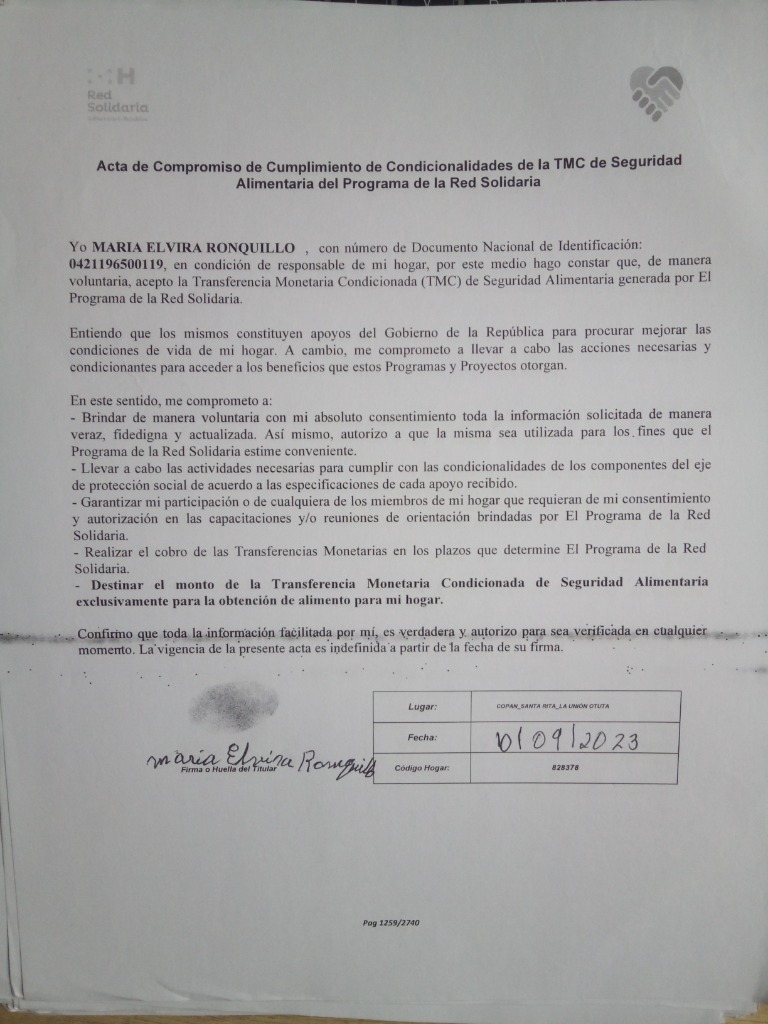 H
Red
Solidaria
Acta de Compromiso de Cumplimiento de Condicionalidades de la TMC de Seguridad
Alimentaria del Programa de la Red Solidaria
Yo MARIA ELVIRA RONQUILLO , con número de Documento Nacional de Identificación:
0421196500119, en condición de responsable de mi hogar, por este medio hago constar que, de manera
voluntaria, acepto la Transferencia Monetaria Condicionada (TMC) de Seguridad Alimentaria generada por El
Programa de la Red Solidaria.
Entiendo que los mismos constituyen apoyos del Gobierno de la República para procurar mejorar las
condiciones de vida de mi hogar. A cambio, me comprometo a llevar a cabo las acciones necesarias y
condicionantes para acceder a los beneficios que estos Programas y Proyectos otorgan.
En este sentido, me comprometo a:
- Brindar de manera voluntaria con mi absoluto consentimiento toda la información solicitada de manera
veraz, fidedigna y actualizada. Así mismo, autorizo a que la misma sea utilizada para los fines que el
Programa de la Red Solidaria estime conveniente.
- Llevar a cabo las actividades necesarias para cumplir con las condicionalidades de los componentes del eje
de protección social de acuerdo a las especificaciones de cada apoyo recibido.
- Garantizar mi participación o de cualquiera de los miembros de mi hogar que requieran de mi consentimiento
y autorización en las capacitaciones y/o reuniones de orientación brindadas por El Programa de la Red
Solidaria.
- Realizar el cobro de las Transferencias Monetarias en los plazos que determine El Programa de la Red
Solidaria.
- Destinar el monto de la Transferencia Monetaria Condicionada de Seguridad Alimentaria
exclusivamente para la obtención de alimento para mi hogar.
Confirmo que toda la información facilitada por mí, es verdadera y autorizo para sea verificada en cualquier
momento. La vigencia de la presente acta es indefinida a partir de la fecha de su firma.
Lugar: COPAN_SANTA RITA_LA UNIÓN OTUTA
Fecha: 10/09/2023
maria Elvira Ronquillo
Firma o Huella del Titular
Código Hogar: 828378
Pag 1259/2740